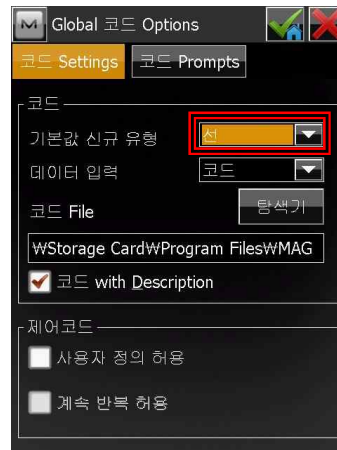 M Global 코드 Options
코드 Settings 코드 Prompts
코드
기본값 신규 유형 선
데이터 입력 코드
코드 File 탐색기
₩Storage Card₩Program Files₩MAG
코드 with Description
제어코드
사용자 정의 허용
계속 반복 허용